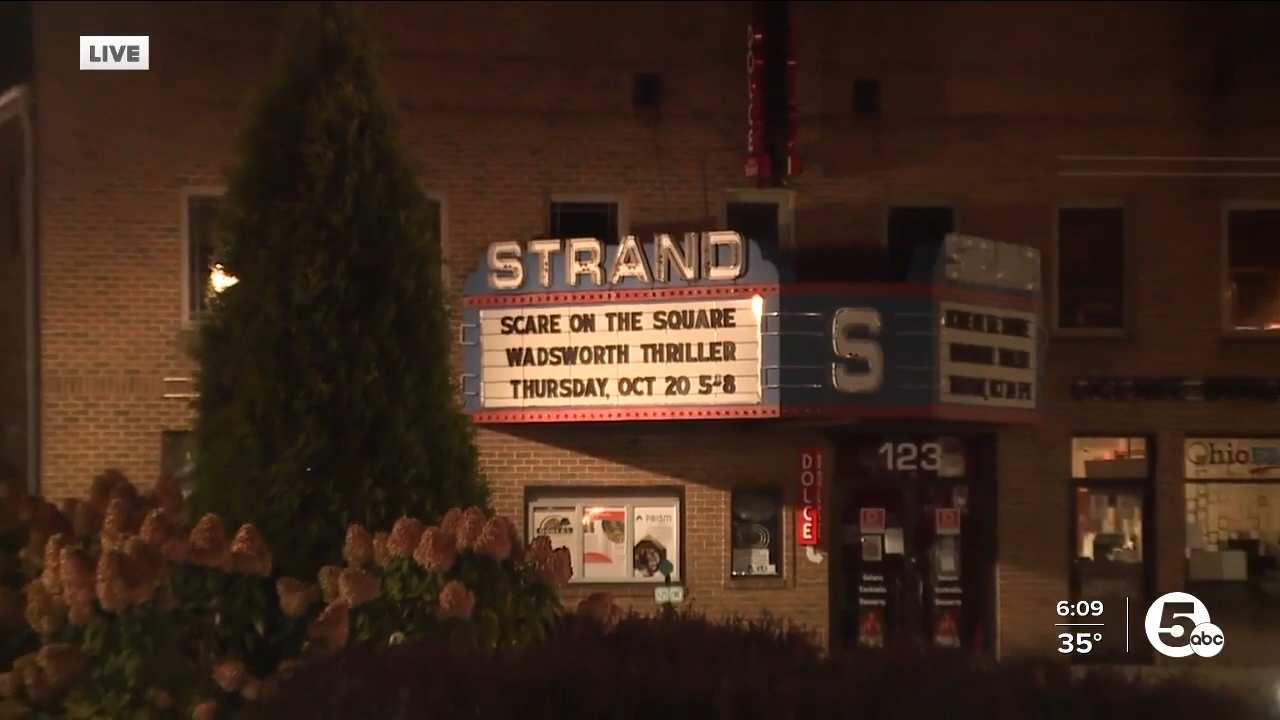 LIVE
STRAND
SCARE ON THE SQUARE
WADSWORTH THRILLER
THURSDAY, OCT 20 5-8
S
123
DOLCE
PRISM
Ohio
6:09
35°
5
abc